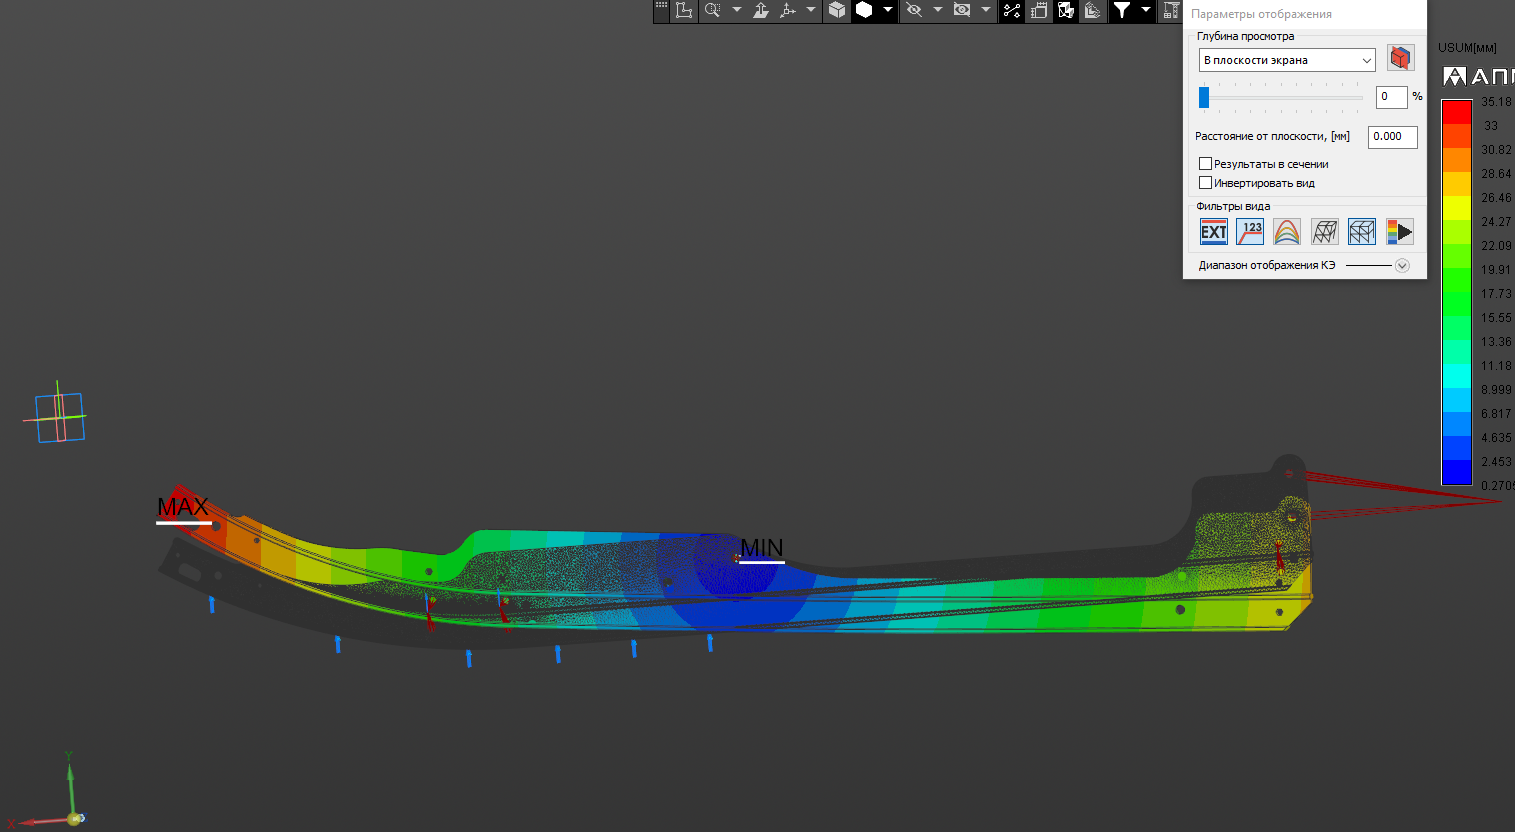 Параметры отображения
Глубина просмотра
В плоскости экрана
0 %
Расстояние от плоскости, [мм] 0.000
Результаты в сечении
Инвертировать вид
Фильтры вида
EXT 123
Диапазон отображения КЭ
USUM[мм]
35.18
33
30.82
28.64
26.46
24.27
22.09
19.91
17.73
15.55
13.36
11.18
8.999
6.817
4.635
2.453
0.2705
MAX
MIN
Y
X